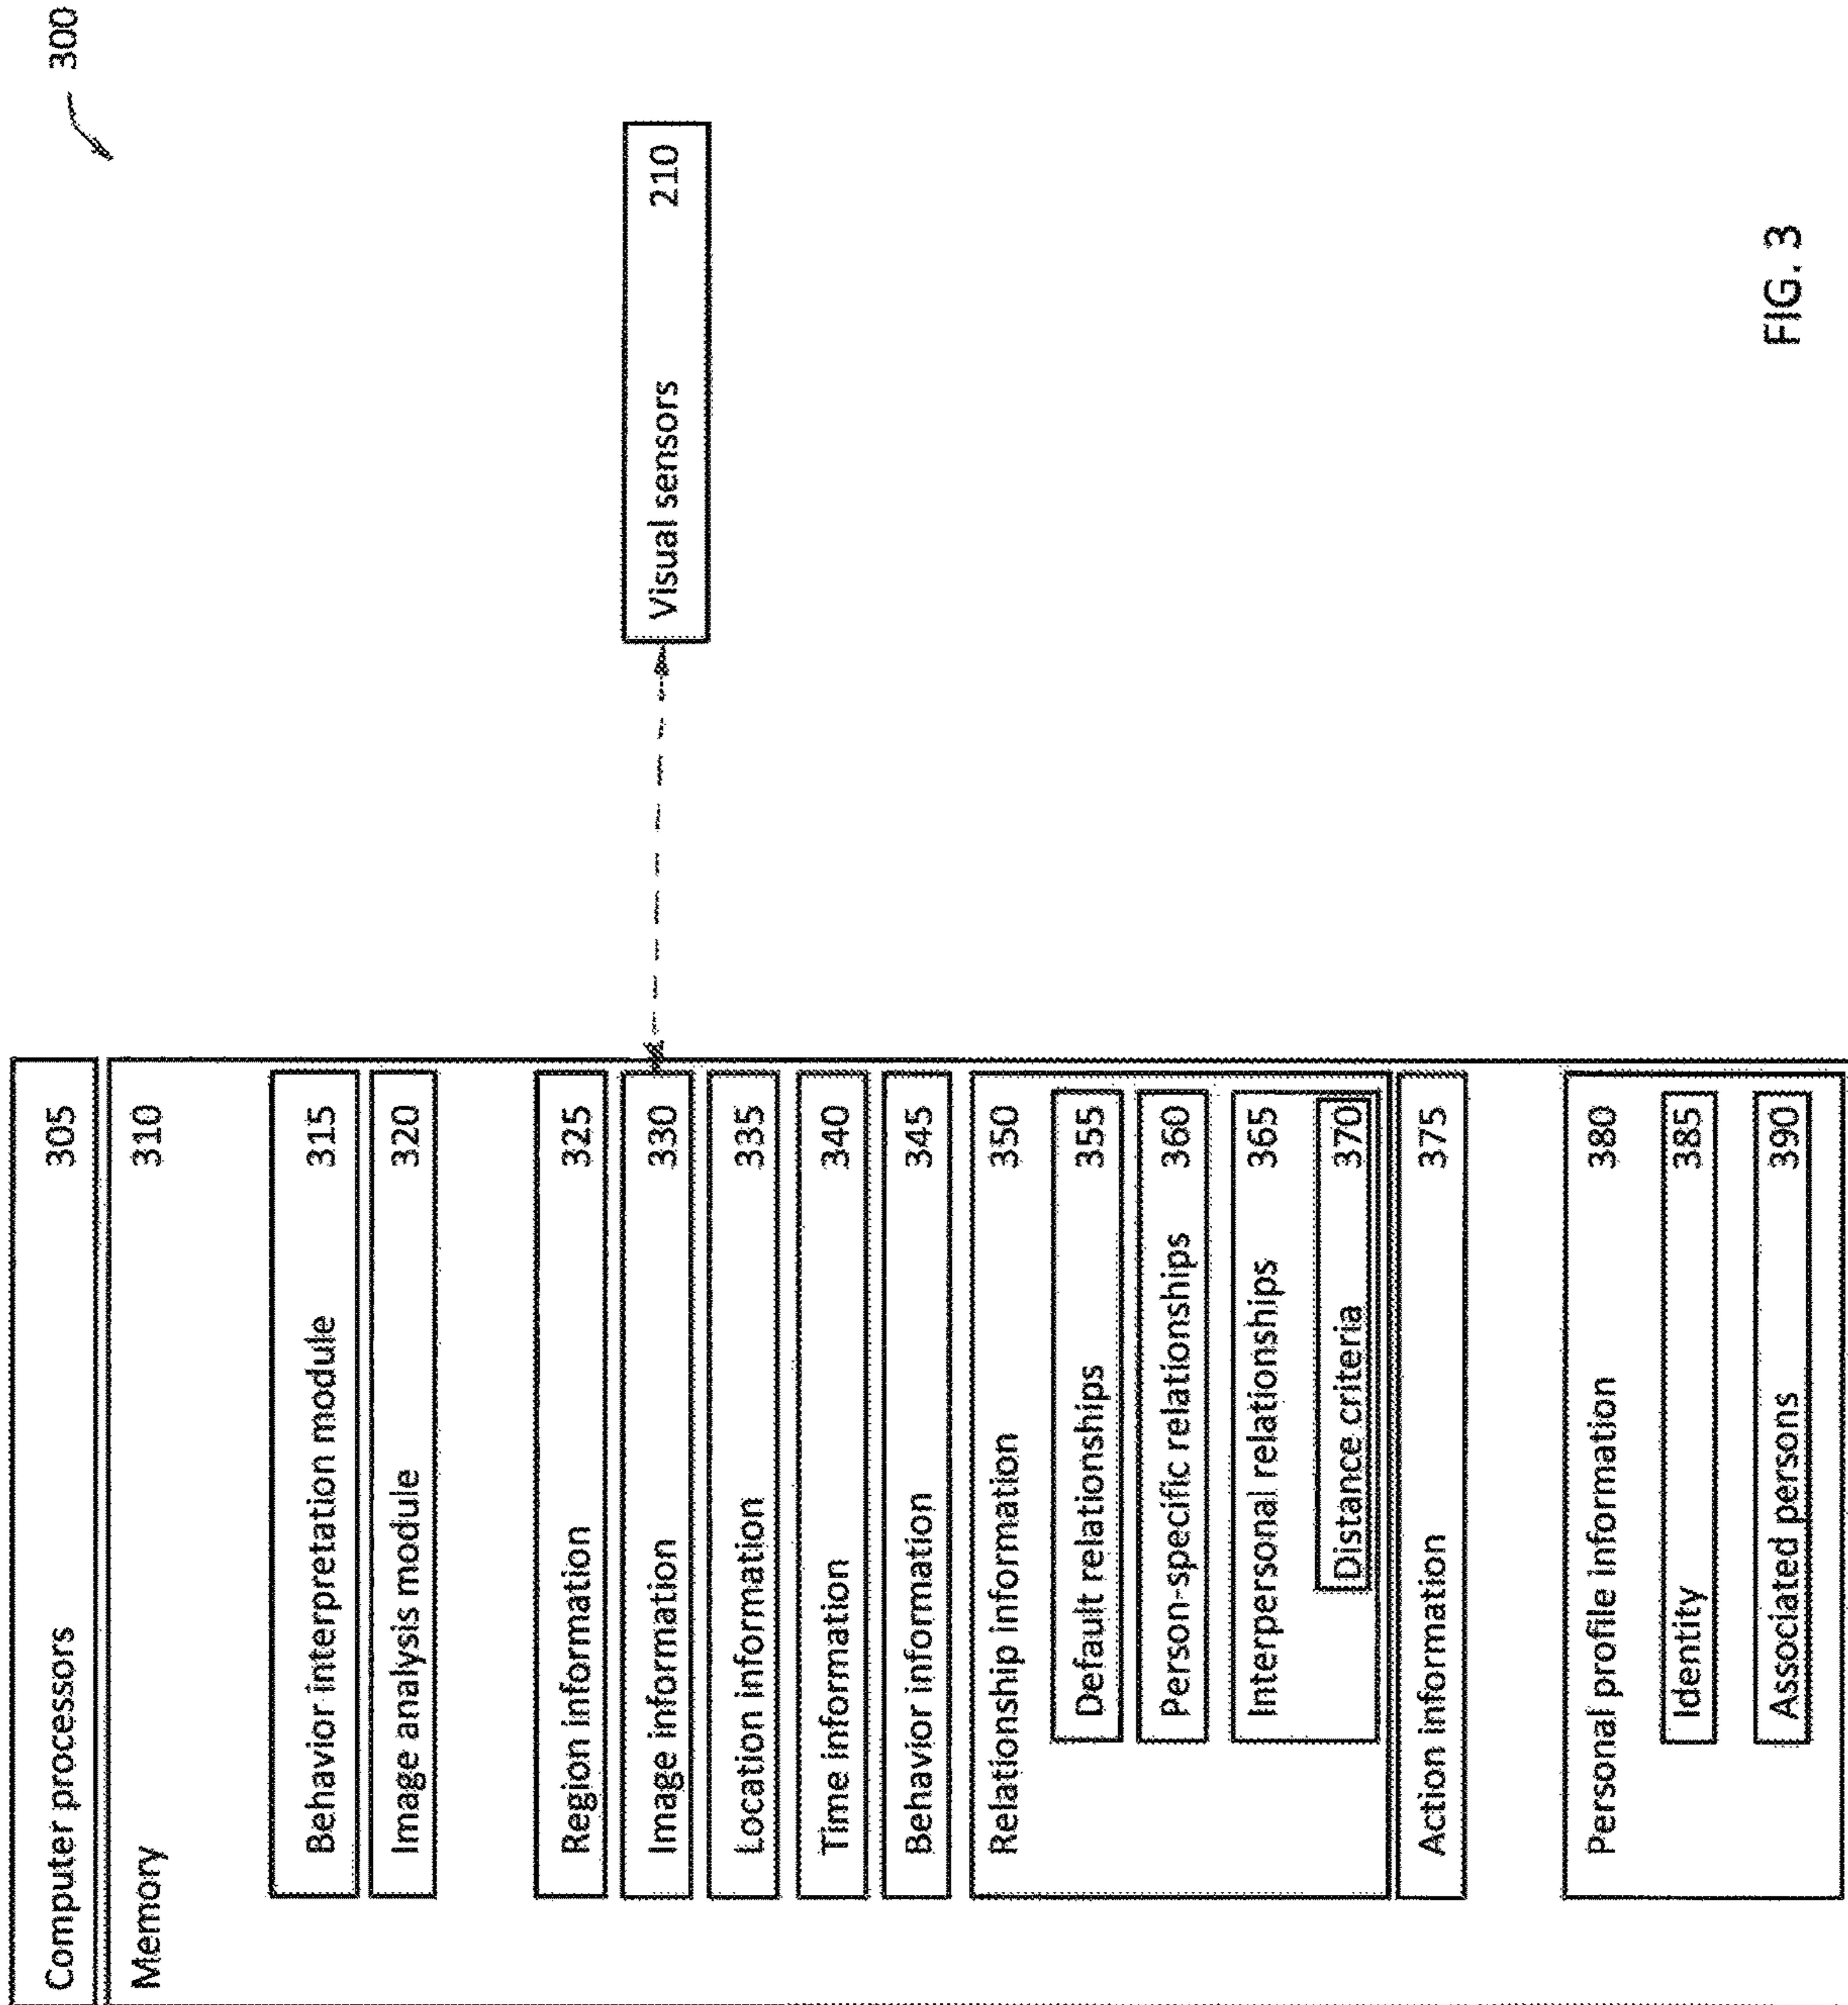 300
Computer processors 305
Memory 310
Behavior interpretation module 315
Image analysis module 320
Region information 325
Image information 330
Location information 335
Time information 340
Behavior information 345
Relationship information 350
Default relationships 355
Person-specific relationships 360
Interpersonal relationships 365
Distance criteria 370
Action information 375
Personal profile information 380
Identity 385
Associated persons 390
Visual sensors 210
FIG. 3